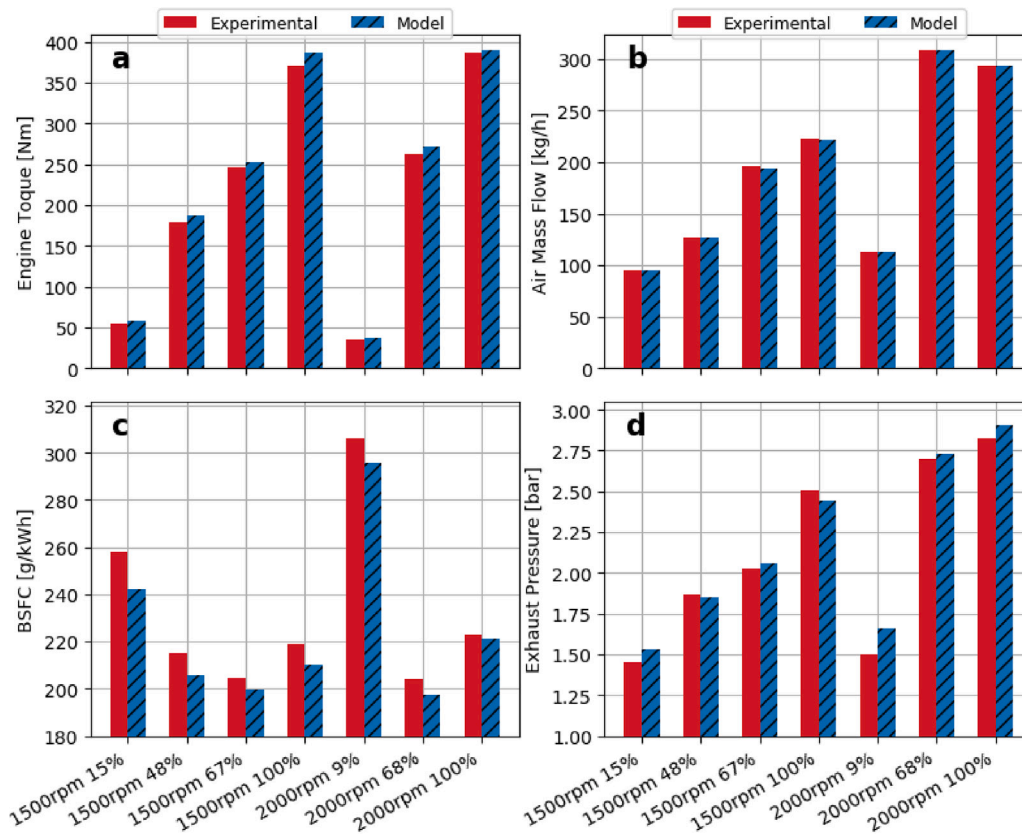 Experimental Model
Experimental Model
a
400
350
300
250
200
150
100
50
0
Engine Toque [Nm]
b
300
250
200
150
100
50
0
Air Mass Flow [kg/h]
c
320
300
280
260
240
220
200
180
BSFC [g/kWh]
d
3.00
2.75
2.50
2.25
2.00
1.75
1.50
1.25
1.00
Exhaust Pressure [bar]
1500rpm 15%
1500rpm 48%
1500rpm 67%
1500rpm 100%
2000rpm 9%
2000rpm 68%
2000rpm 100%
1500rpm 15%
1500rpm 48%
1500rpm 67%
1500rpm 100%
2000rpm 9%
2000rpm 68%
2000rpm 100%